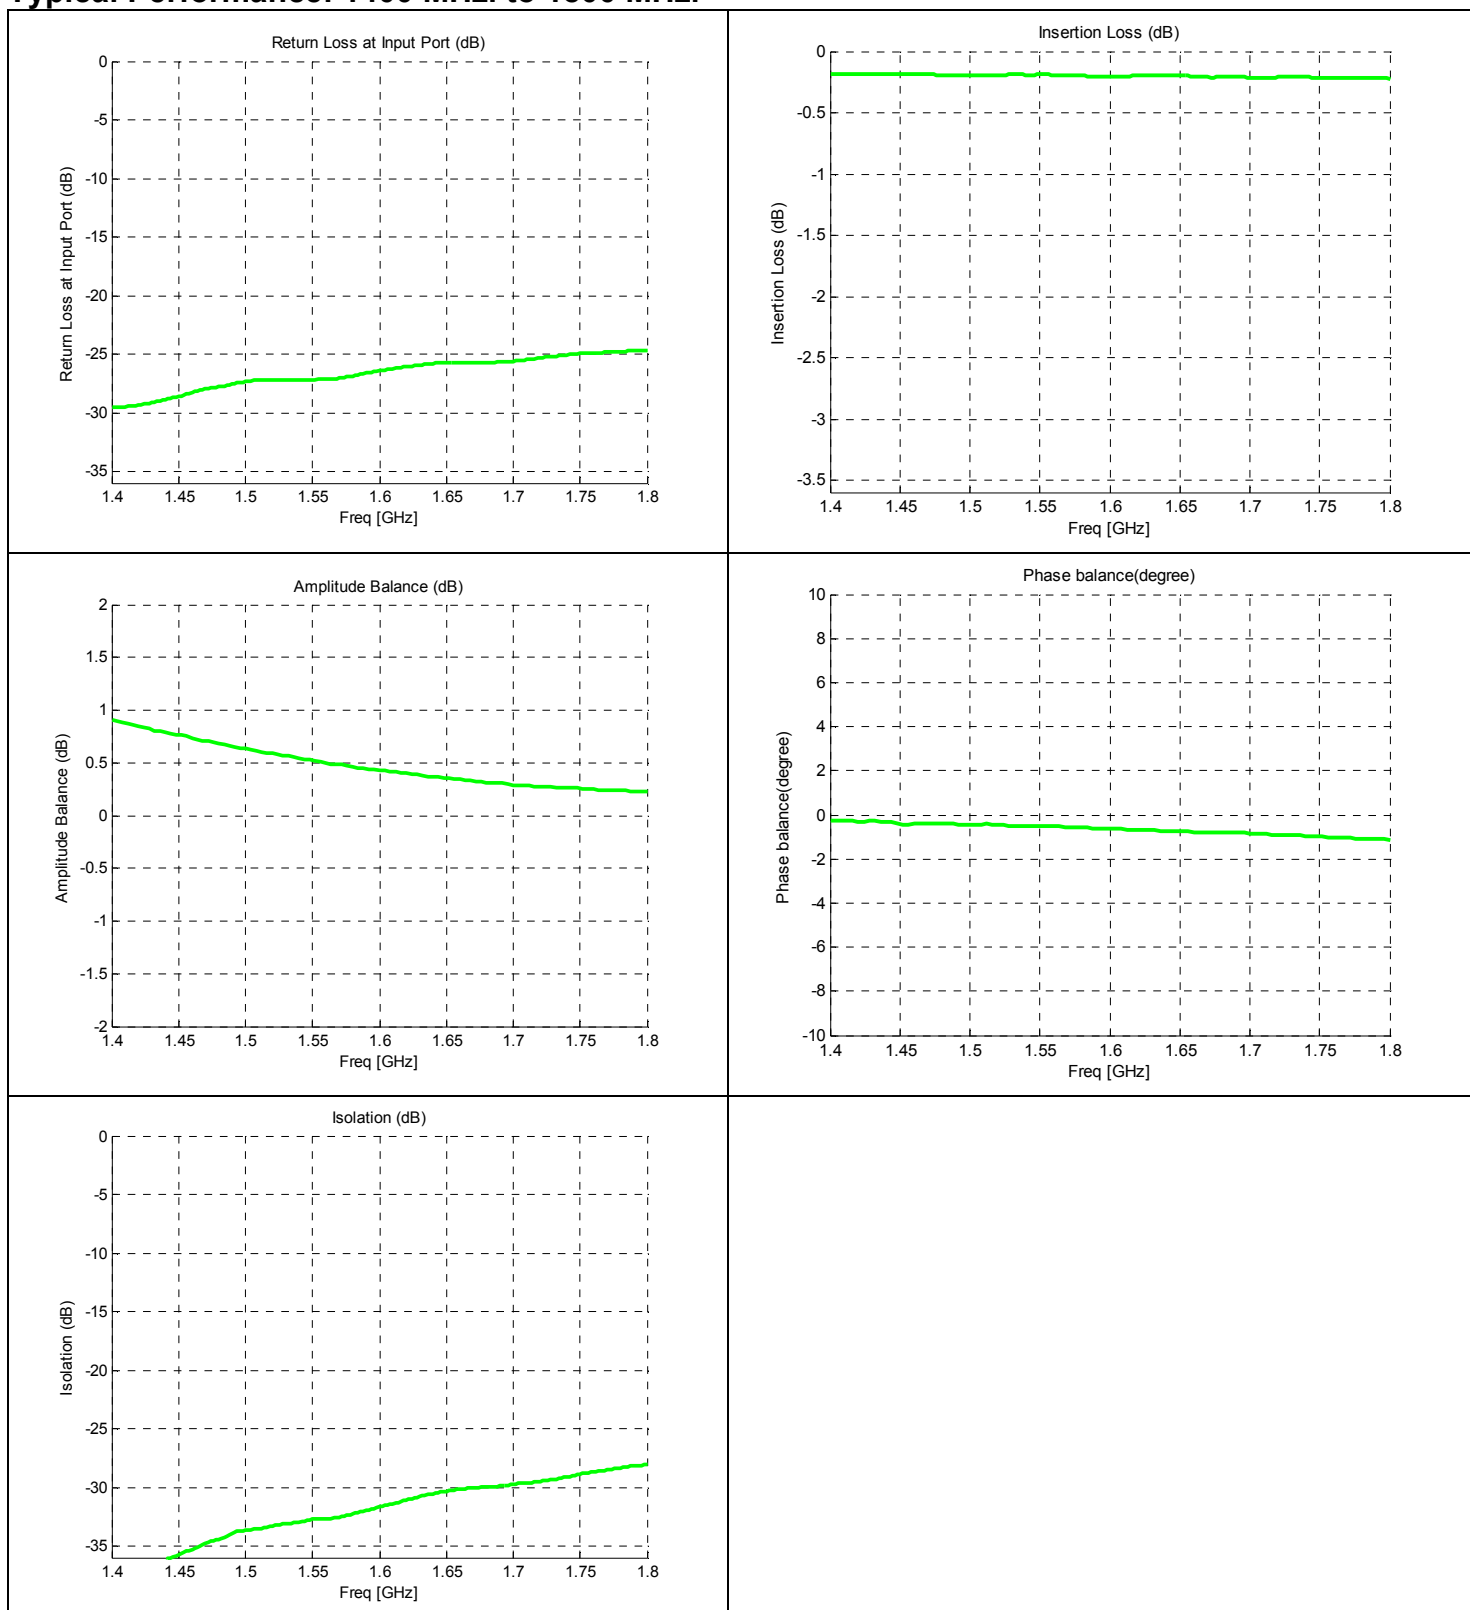 Typical Performance: 1400 MHz. to 1800 MHz.
Return Loss at Input Port (dB)
0
-5
-10
-15
-20
-25
-30
-35
Return Loss at Input Port (dB)
1.4 1.45 1.5 1.55 1.6 1.65 1.7 1.75 1.8
Freq [GHz]
Insertion Loss (dB)
0
-0.5
-1
-1.5
-2
-2.5
-3
-3.5
Insertion Loss (dB)
1.4 1.45 1.5 1.55 1.6 1.65 1.7 1.75 1.8
Freq [GHz]
Amplitude Balance (dB)
2
1.5
1
0.5
0
-0.5
-1
-1.5
-2
Amplitude Balance (dB)
1.4 1.45 1.5 1.55 1.6 1.65 1.7 1.75 1.8
Freq [GHz]
Phase balance(degree)
10
8
6
4
2
0
-2
-4
-6
-8
-10
Phase balance(degree)
1.4 1.45 1.5 1.55 1.6 1.65 1.7 1.75 1.8
Freq [GHz]
Isolation (dB)
0
-5
-10
-15
-20
-25
-30
-35
Isolation (dB)
1.4 1.45 1.5 1.55 1.6 1.65 1.7 1.75 1.8
Freq [GHz]